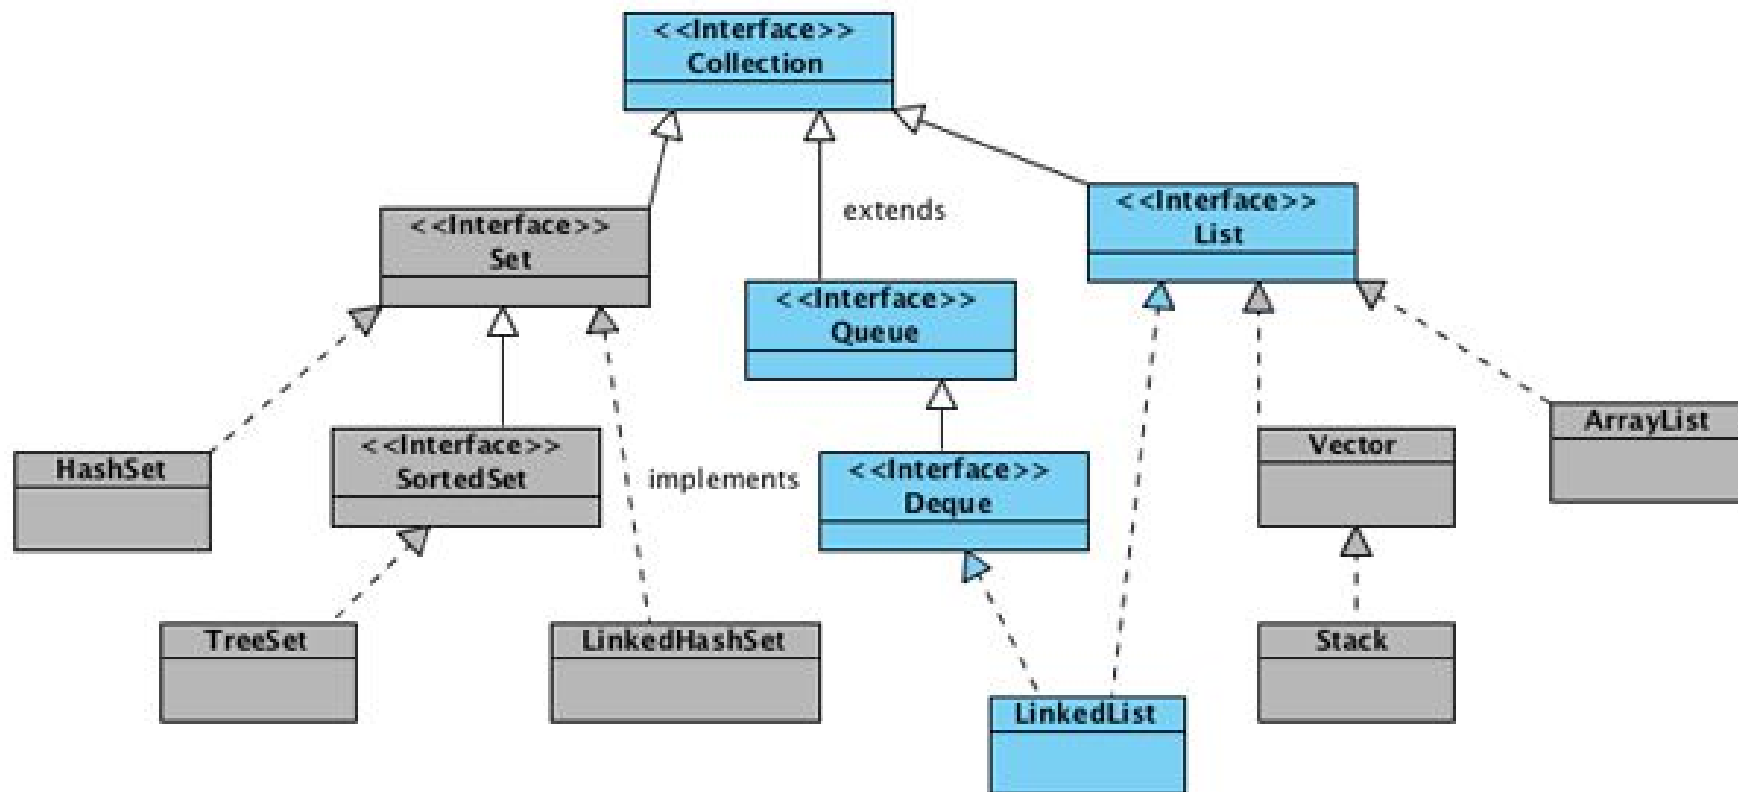 <<Interface>>
Collection
<<Interface>>
List
extends
<<Interface>>
Set
<<Interface>>
Queue
ArrayList
<<Interface>>
SortedSet
Vector
HashSet
implements
<<Interface>>
Deque
TreeSet
LinkedHashSet
Stack
LinkedList